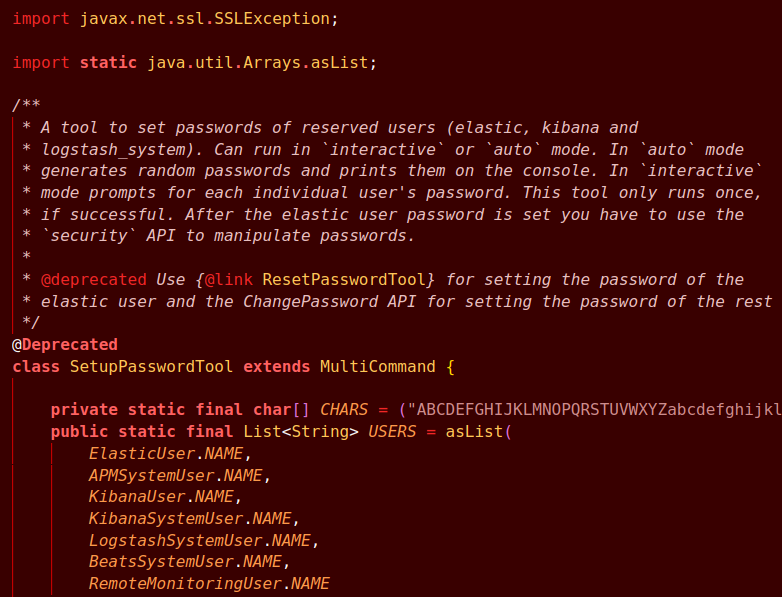 import javax.net.ssl.SSLException;
import static java.util.Arrays.asList;
/**
 * A tool to set passwords of reserved users (elastic, kibana and
 * logstash_system). Can run in `interactive` or `auto` mode. In `auto` mode
 * generates random passwords and prints them on the console. In `interactive`
 * mode prompts for each individual user's password. This tool only runs once,
 * if successful. After the elastic user password is set you have to use the
 * `security` API to manipulate passwords.
 *
 * @deprecated Use {@link ResetPasswordTool} for setting the password of the
 * elastic user and the ChangePassword API for setting the password of the rest
 */
@Deprecated
class SetupPasswordTool extends MultiCommand {
    private static final char[] CHARS = ("ABCDEFGHIJKLMNOPQRSTUVWXYZabcdefghijkl
    public static final List<String> USERS = asList(
        ElasticUser.NAME,
        APMSystemUser.NAME,
        KibanaUser.NAME,
        KibanaSystemUser.NAME,
        LogstashSystemUser.NAME,
        BeatsSystemUser.NAME,
        RemoteMonitoringUser.NAME